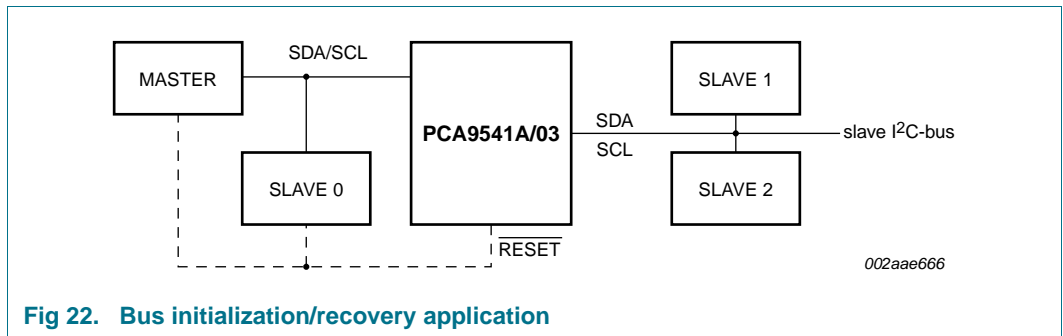 SDA/SCL
MASTER
SLAVE 0
PCA9541A/03
RESET
SDA
SCL
SLAVE 1
SLAVE 2
slave I²C-bus
002aae666
Fig 22. Bus initialization/recovery application